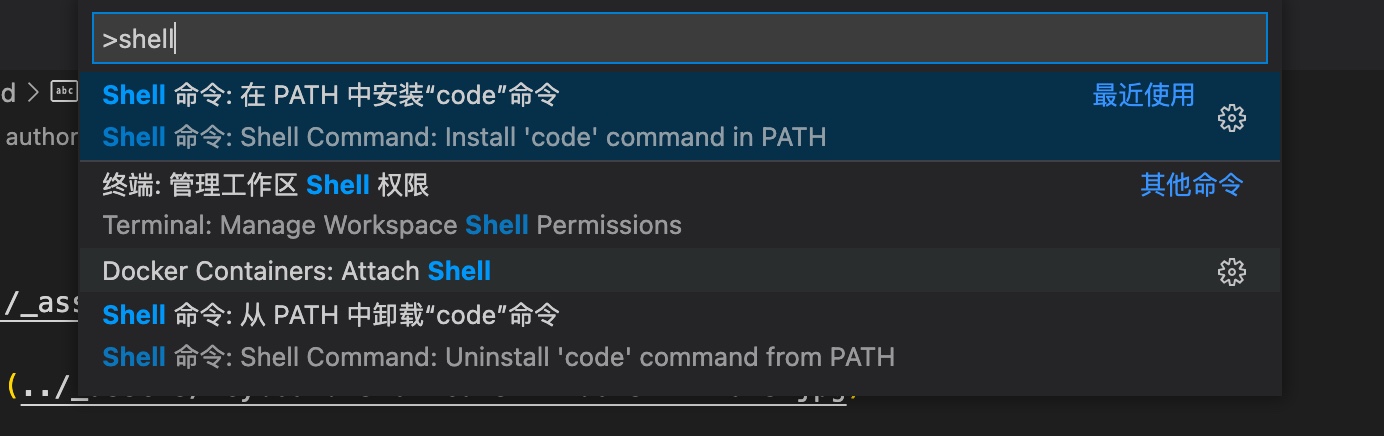 >shell
Shell 命令: 在 PATH 中安装“code”命令 最近使用
d > abc
Shell 命令: Shell Command: Install 'code' command in PATH
author
终端: 管理工作区 Shell 权限 其他命令
Terminal: Manage Workspace Shell Permissions
Docker Containers: Attach Shell
/_ass
Shell 命令: 从 PATH 中卸载“code”命令
Shell 命令: Shell Command: Uninstall 'code' command from PATH
(../_